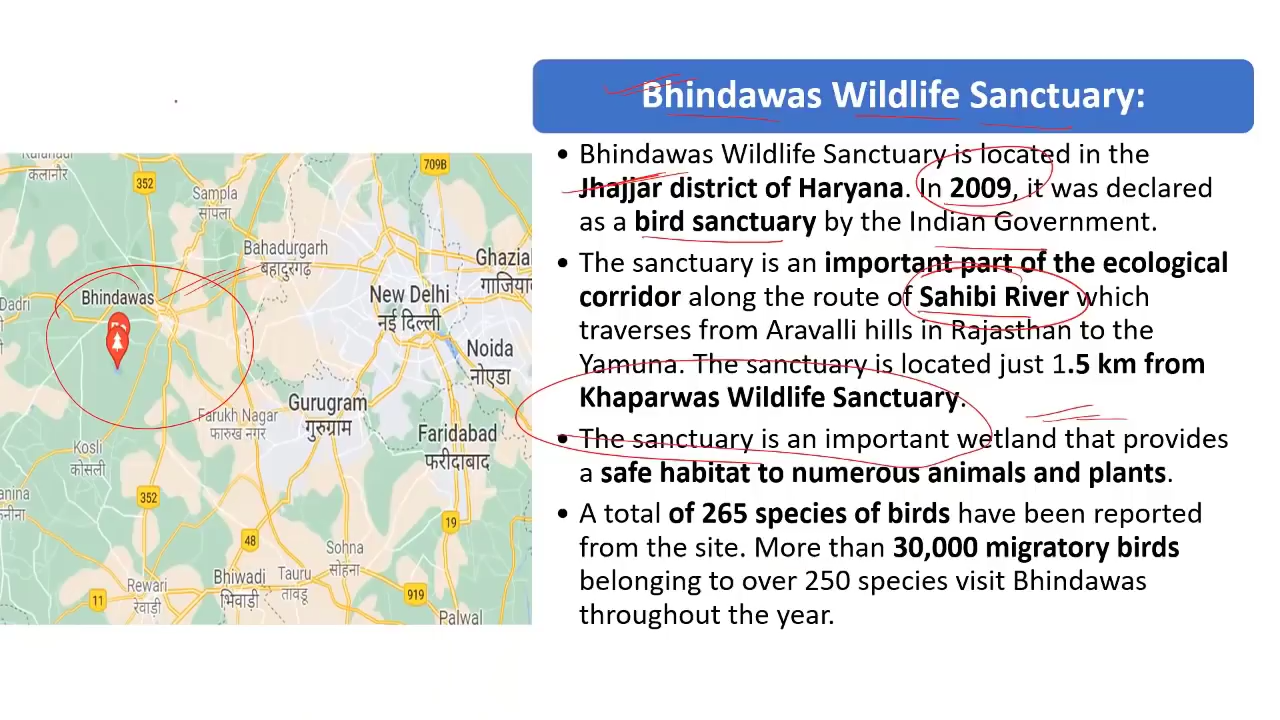 Bhindawas Wildlife Sanctuary:
• Bhindawas Wildlife Sanctuary is located in the
Jhajjar district of Haryana. In 2009, it was declared
as a bird sanctuary by the Indian Government.
• The sanctuary is an important part of the ecological
corridor along the route of Sahibi River which
traverses from Aravalli hills in Rajasthan to the
Yamuna. The sanctuary is located just 1.5 km from
Khaparwas Wildlife Sanctuary.
• The sanctuary is an important wetland that provides
a safe habitat to numerous animals and plants.
• A total of 265 species of birds have been reported
from the site. More than 30,000 migratory birds
belonging to over 250 species visit Bhindawas
throughout the year.
कलानौर
352
709B
Sampla
सापला
Bahadurgarh
बहादुरगढ़
Dadri
Bhindawas
New Delhi
नई दिल्ली
Noida
नोएडा
Gurugram
गुरुग्राम
Farukh Nagar
फारुख नगर
Faridabad
फरीदाबाद
Kosli
कोसली
352
19
48
Sohna
सोहना
Rewari
रेवाड़ी
Bhiwadi
भिवाड़ी
Tauru
तावडू
11
919
Palwal